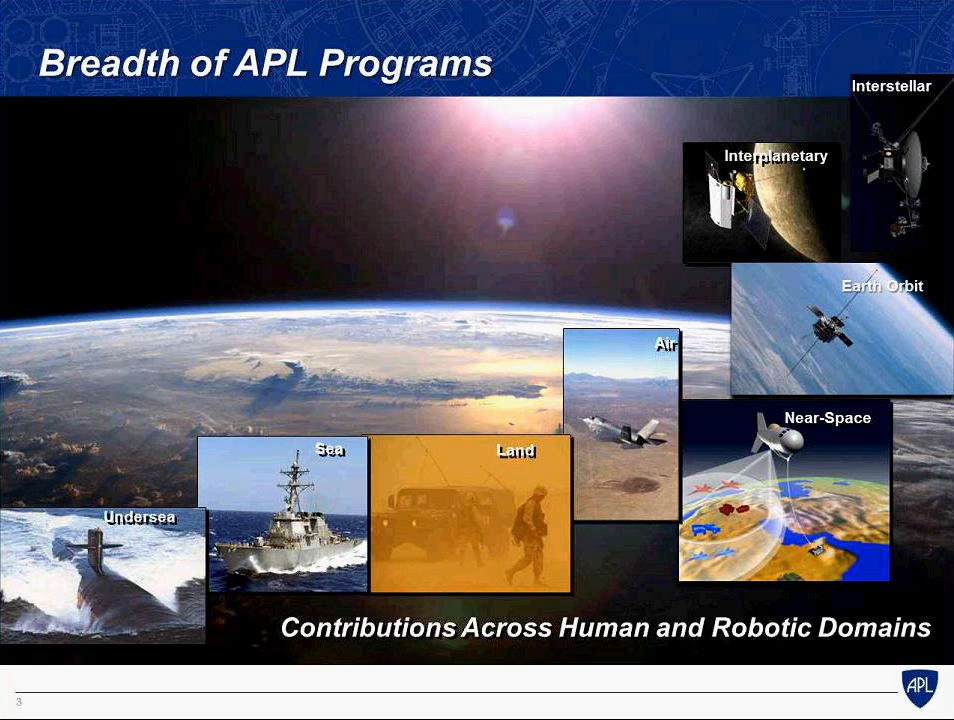 Breadth of APL Programs
Interstellar
Interplanetary
Earth Orbit
Air
Near-Space
Sea
Land
Undersea
Contributions Across Human and Robotic Domains
3
APL